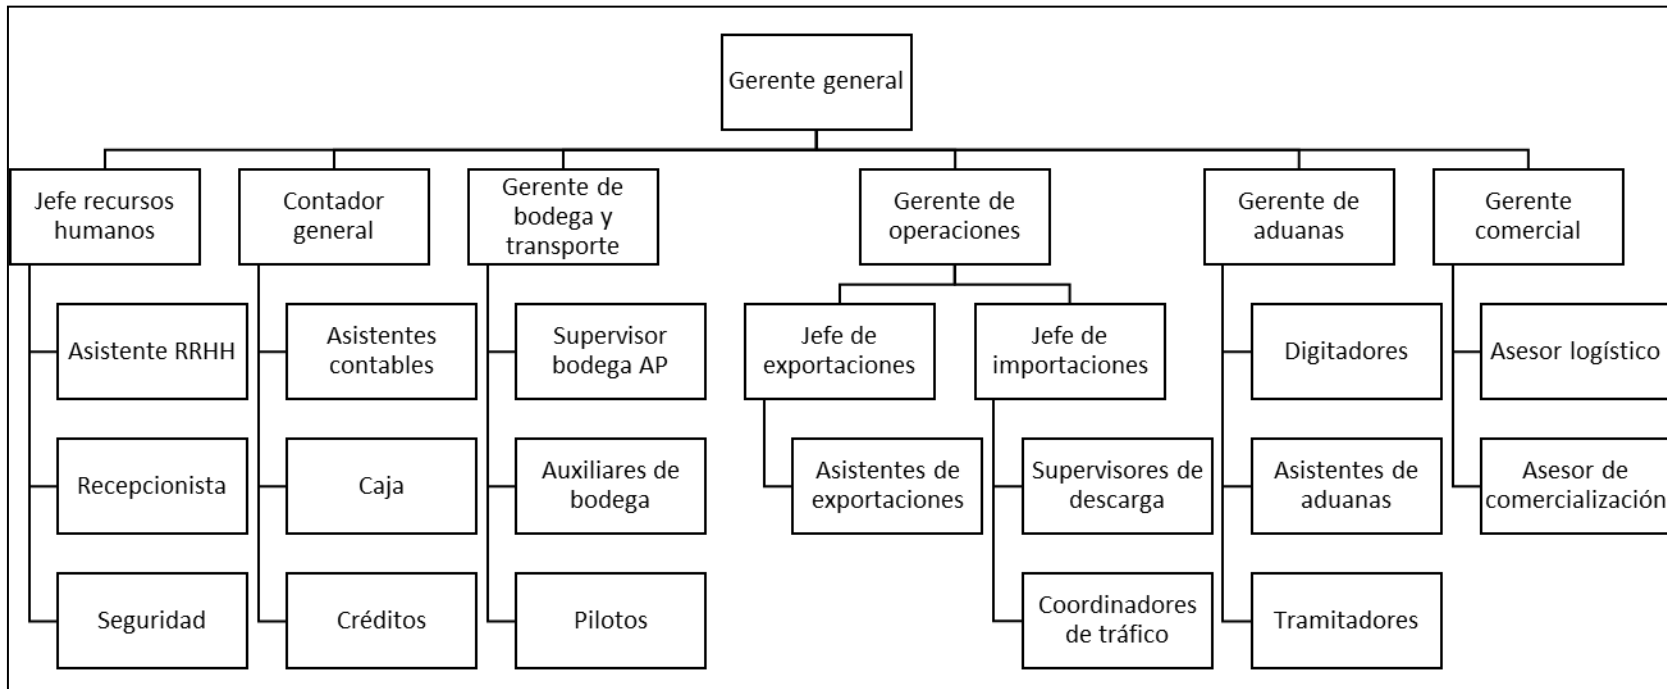 Gerente general
Jefe recursos
humanos
Contador
general
Gerente de
bodega y
transporte
Gerente de
operaciones
Gerente de
aduanas
Gerente
comercial
Asistente RRHH
Asistentes
contables
Supervisor
bodega AP
Jefe de
exportaciones
Jefe de
importaciones
Digitadores
Asesor logístico
Recepcionista
Caja
Auxiliares de
bodega
Asistentes de
exportaciones
Supervisores de
descarga
Asistentes de
aduanas
Asesor de
comercialización
Seguridad
Créditos
Pilotos
Coordinadores
de tráfico
Tramitadores